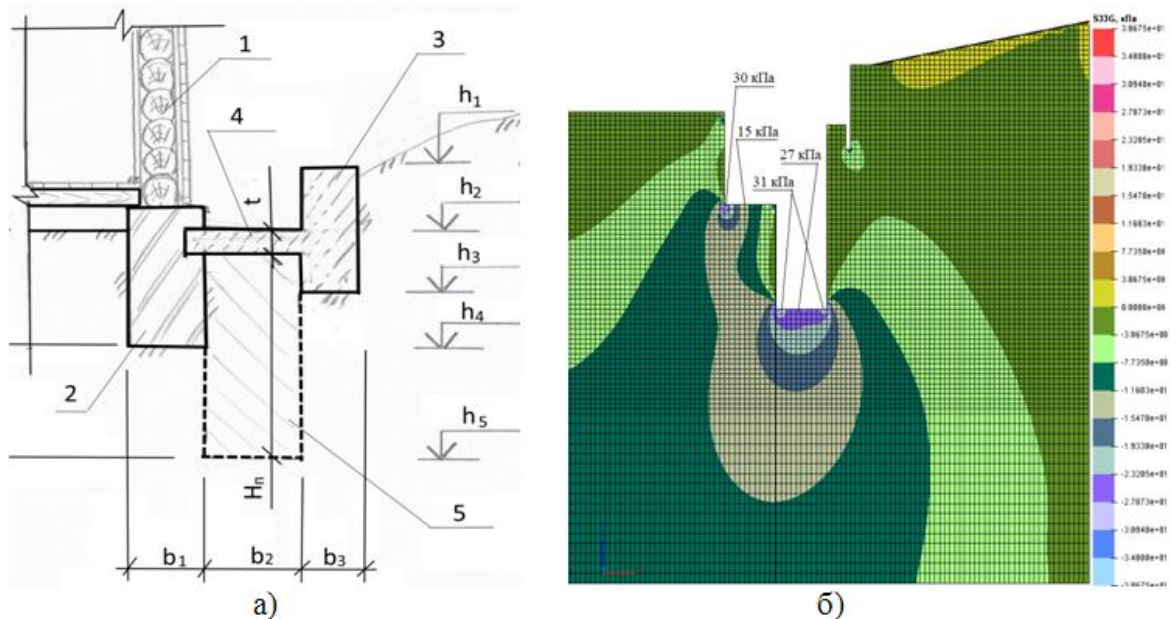 1
3
4
2
5
h₁
h₂
h₃
h₄
h₅
t
Hₙ
b₁
b₂
b₃
а)
30 кПа
15 кПа
27 кПа
31 кПа
S33G, кПа
3.8675e+01
3.4808e+01
3.0940e+01
2.7073e+01
2.3205e+01
1.9338e+01
1.5470e+01
1.1603e+01
7.7350e+00
3.8675e+00
0.0000e+00
-3.8675e+00
-7.7350e+00
-1.1603e+01
-1.5470e+01
-1.9338e+01
-2.3205e+01
-2.7073e+01
-3.0940e+01
-3.4808e+01
-3.8675e+01
б)